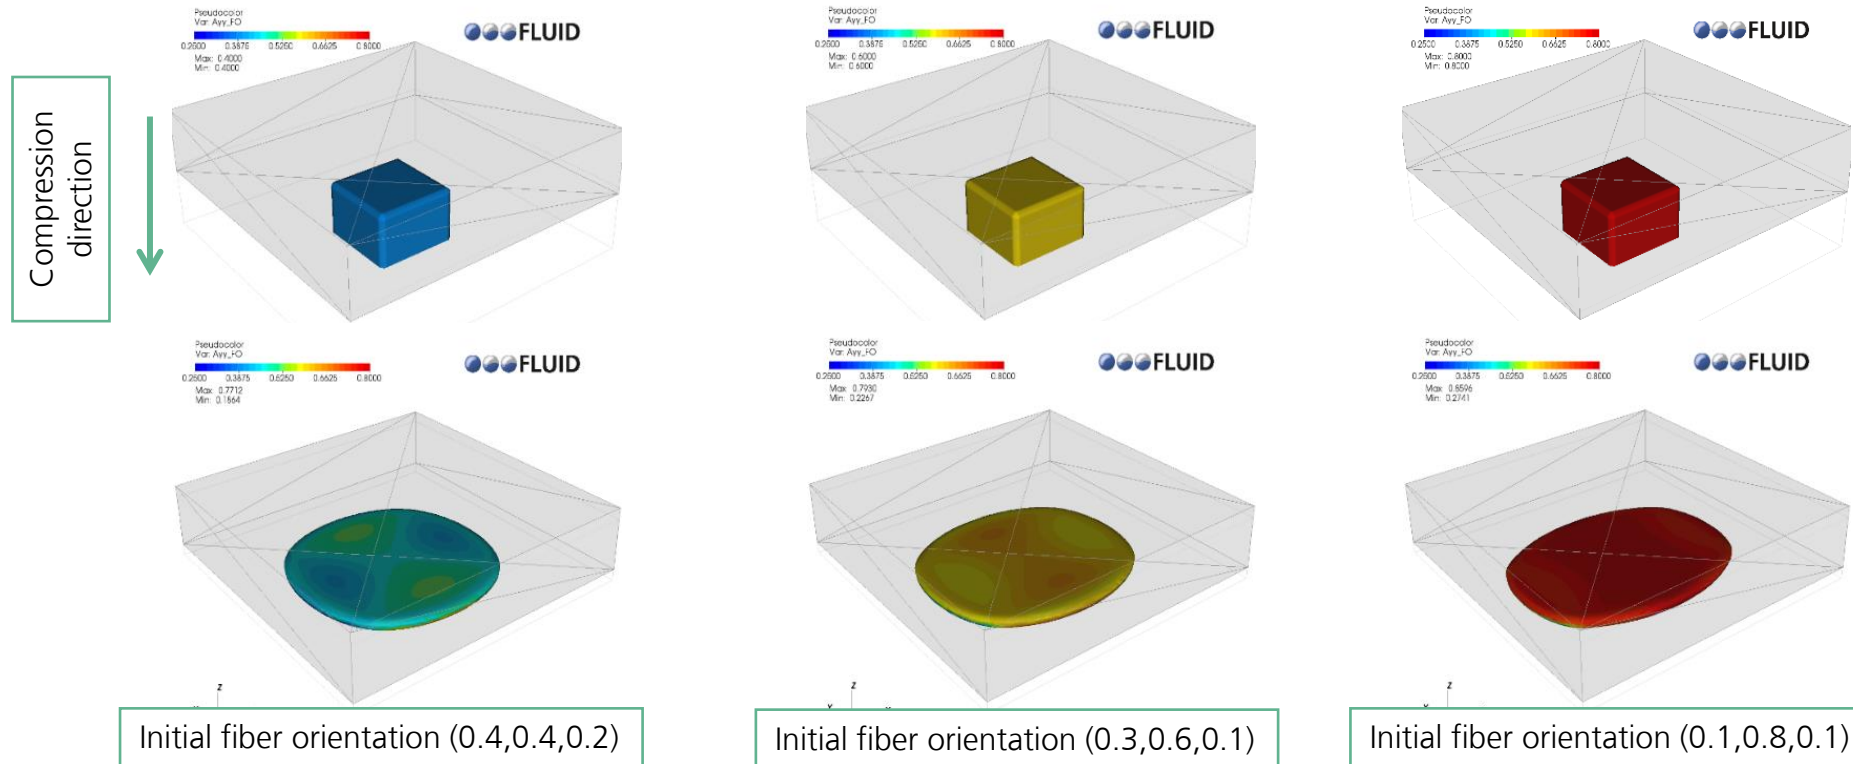 Compression
direction
Pseudocolor
Var: Ayy_FO
0.2500 0.3875 0.5250 0.6625 0.8000
Max: 0.4000
Min: 0.4000
FLUID
Pseudocolor
Var: Ayy_FO
0.2500 0.3875 0.5250 0.6625 0.8000
Max: 0.6000
Min: 0.6000
FLUID
Pseudocolor
Var: Ayy_FO
0.2500 0.3875 0.5250 0.6625 0.8000
Max: 0.8000
Min: 0.8000
FLUID
Pseudocolor
Var: Ayy_FO
0.2500 0.3875 0.5250 0.6625 0.8000
Max: 0.7712
Min: 0.1864
FLUID
Pseudocolor
Var: Ayy_FO
0.2500 0.3875 0.5250 0.6625 0.8000
Max: 0.7930
Min: 0.2267
FLUID
Pseudocolor
Var: Ayy_FO
0.2500 0.3875 0.5250 0.6625 0.8000
Max: 0.8596
Min: 0.2741
FLUID
z
z
z
Initial fiber orientation (0.4,0.4,0.2)
Initial fiber orientation (0.3,0.6,0.1)
Initial fiber orientation (0.1,0.8,0.1)